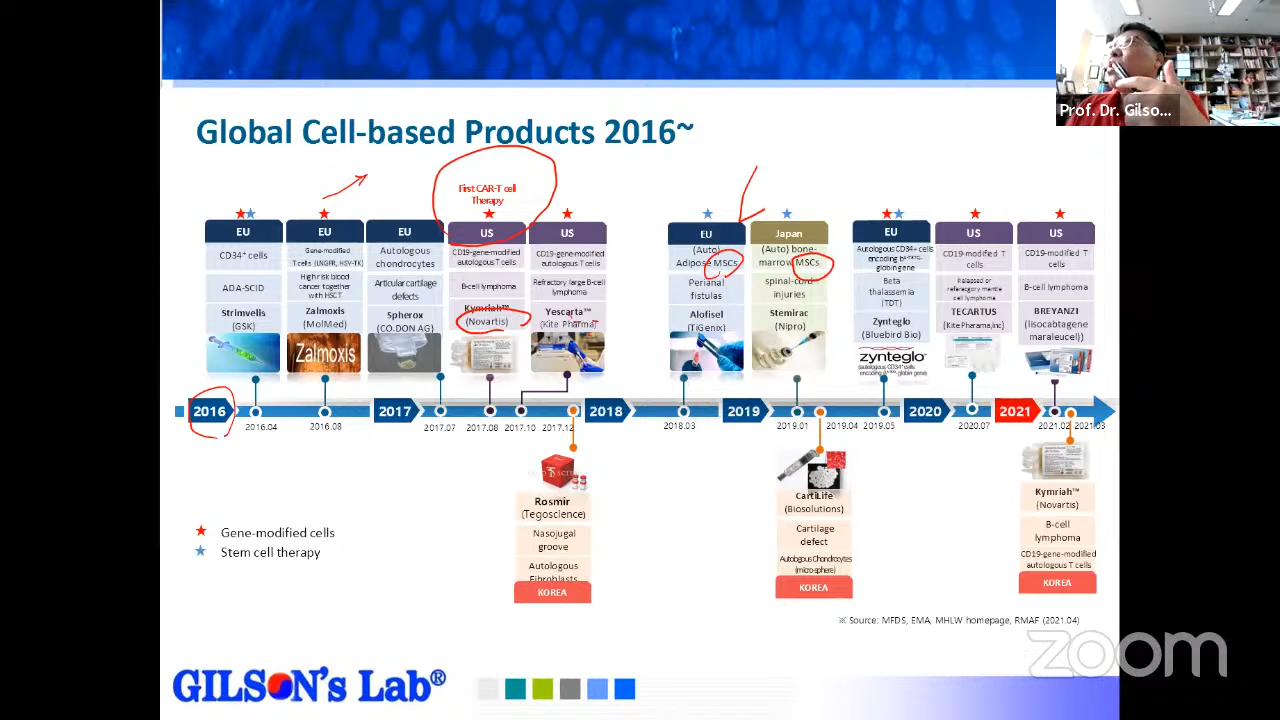 Prof. Dr. Gilso...
Global Cell-based Products 2016~
First CAR-T cell
Therapy
EU
CD34⁺ cells
ADA-SCID
Strimvelis
(GSK)
EU
Gene-modified
T cells (LNGFR, HSV-TK)
High risk blood
cancer together
with HSCT
Zalmoxis
(MolMed)
Zalmoxis
EU
Autologous
chondrocytes
Articular cartilage
defects
Spherox
(CO.DON AG)
US
CD19-gene-modified
autologous T cells
B-cell lymphoma
Kymriah™
(Novartis)
US
CD19-gene-modified
autologous T cells
Refractory large B-cell
lymphoma
Yescarta™
(Kite Pharma)
EU
(Auto)
Adipose MSCs
Perianal
fistulas
Alofisel
(TiGenix)
Japan
(Auto) bone-
marrow MSCs
spinal-cord
injuries
Stemirac
(Nipro)
EU
Autologous CD34+ cells
encoding
globin gene
Beta
thalassemia
(TDT)
Zynteglo
(Bluebird Bio)
zynteglo
(autologous CD34⁺ cells
US
CD19-modified T
cells
Relapsed or
refereactory mantle
cell lymphoma
TECARTUS
(Kite Pharama,Inc)
US
CD19-modified T
cells
B-cell lymphoma
BREYANZI
(lisocabtagene
maraleucel))
2016
2017
2018
2019
2020
2021
2016.04
2016.08
2017.07
2017.08
2017.10
2017.12
2018.03
2019.01
2019.04
2019.05
2020.07
2021.02
2021.03
Rosmir
(Tegoscience)
Nasojugal
groove
Autologous
Fibroblasts
KOREA
CartiLife
(Biosolutions)
Cartilage
defect
Autologous Chondrocytes
(micro-sphere)
KOREA
Kymriah™
(Novartis)
B-cell
lymphoma
CD19-gene-modified
autologous T cells
KOREA
Gene-modified cells
Stem cell therapy
※ Source: MFDS, EMA, MHLW homepage, RMAF (2021.04)
zoom
GILSON's Lab®